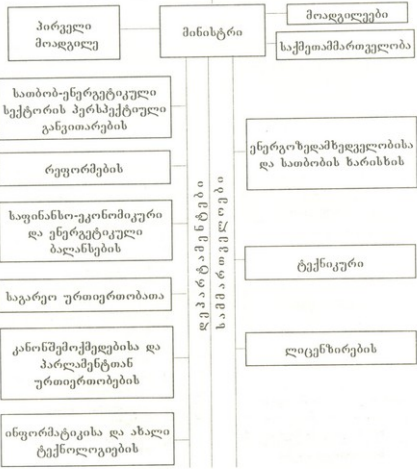 პირველი
მოადგილე
მინისტრი
მოადგილეები
საქმეთამმართველობა
სათბობ-ენერგეტიკული
სექტორის პერსპექტიული
განვითარების
რეფორმების
საფინანსო-ეკონომიკური
და ენერგეტიკული
ბალანსების
საგარეო ურთიერთობათა
კანონშემოქმედებისა და
პარლამენტთან
ურთიერთობების
ინფორმატიკისა და ახალი
ტექნოლოგიების
დეპარტამენტები
სამმართველოები
ენერგოზედამხედველობისა
და სათბობის ხარისხის
ტექნიკური
ლიცენზირების